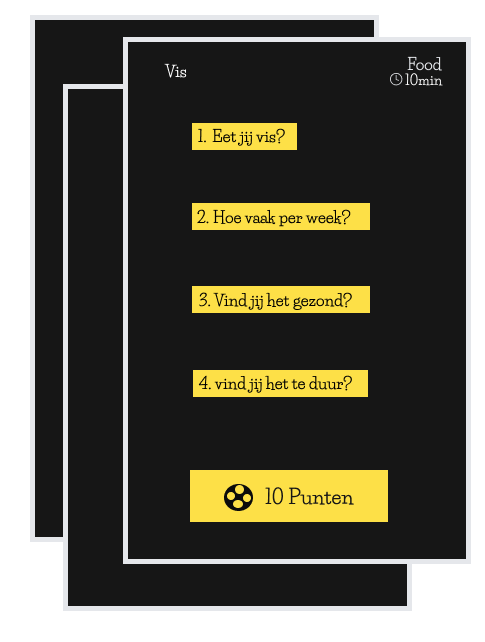 Vis
Food
10min
1. Eet jij vis?
2. Hoe vaak per week?
3. Vind jij het gezond?
4. vind jij het te duur?
10 Punten